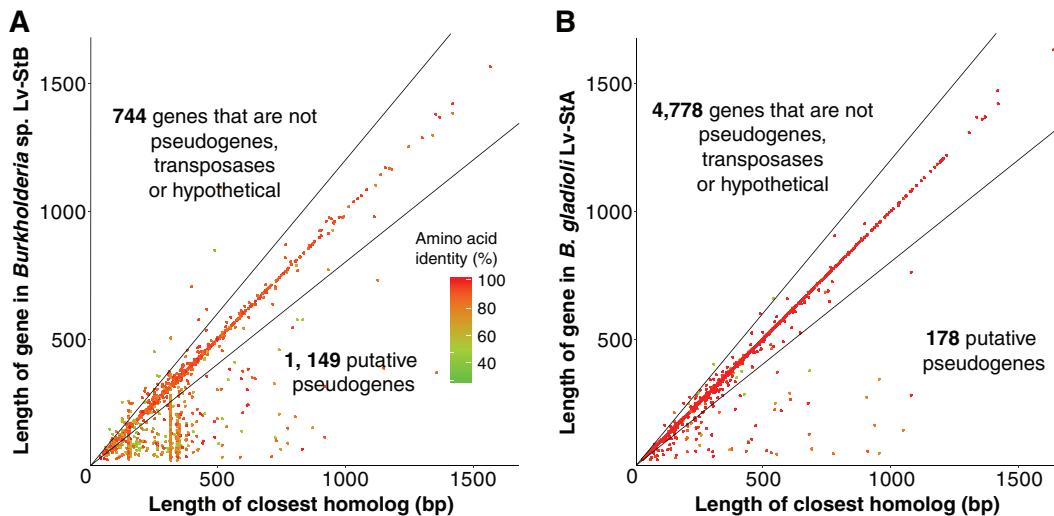 A
Length of gene in Burkholderia sp. Lv-StB
1500
1000
500
0
500
1000
1500
Length of closest homolog (bp)
744 genes that are not
pseudogenes,
transposases
or hypothetical
Amino acid
identity (%)
100
80
60
40
1, 149 putative
pseudogenes
B
Length of gene in B. gladioli Lv-StA
1500
1000
500
0
500
1000
1500
Length of closest homolog (bp)
4,778 genes that are not
pseudogenes,
transposases
or hypothetical
178 putative
pseudogenes